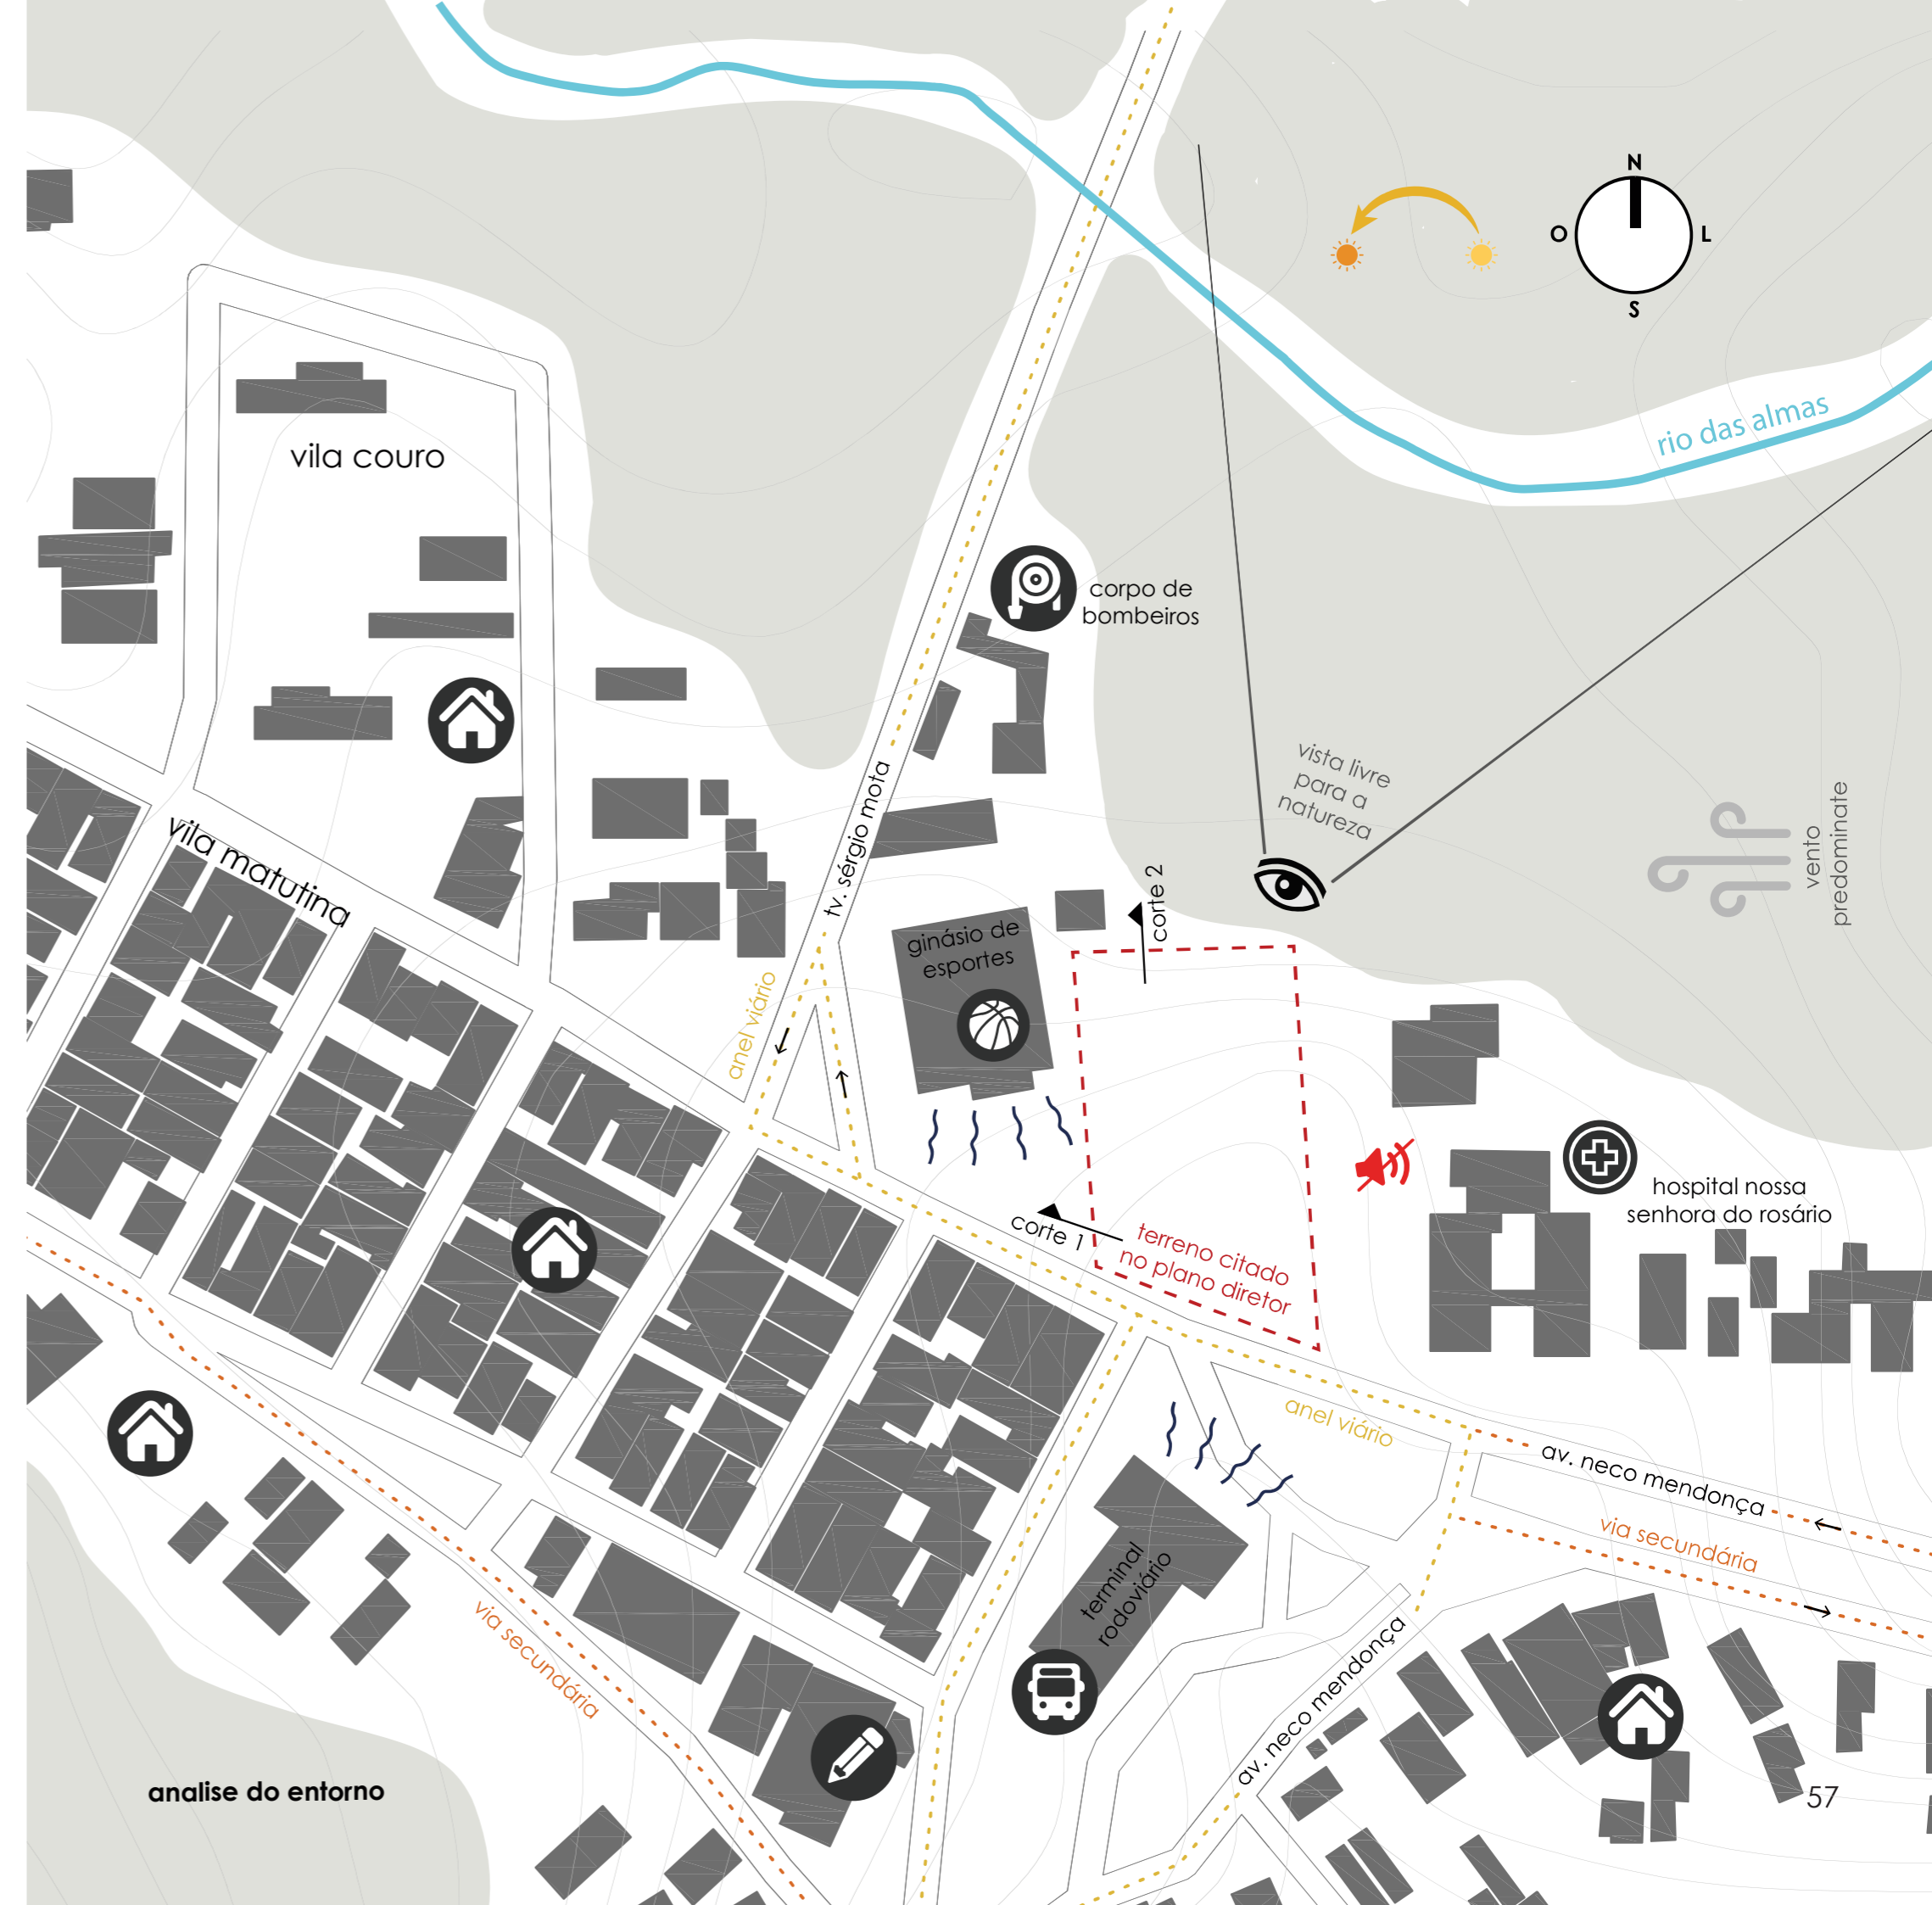 N
O
L
S
rio das almas
vila couro
corpo de
bombeiros
vista livre
para a
natureza
vento
predominate
tv. sérgio mota
vila matutina
corte 2
ginásio de
esportes
anel viário
hospital nossa
senhora do rosário
corte 1
terreno citado
no plano diretor
anel viário
av. neco mendonça
via secundária
terminal
rodoviário
via secundária
av. neco mendonça
analise do entorno
57